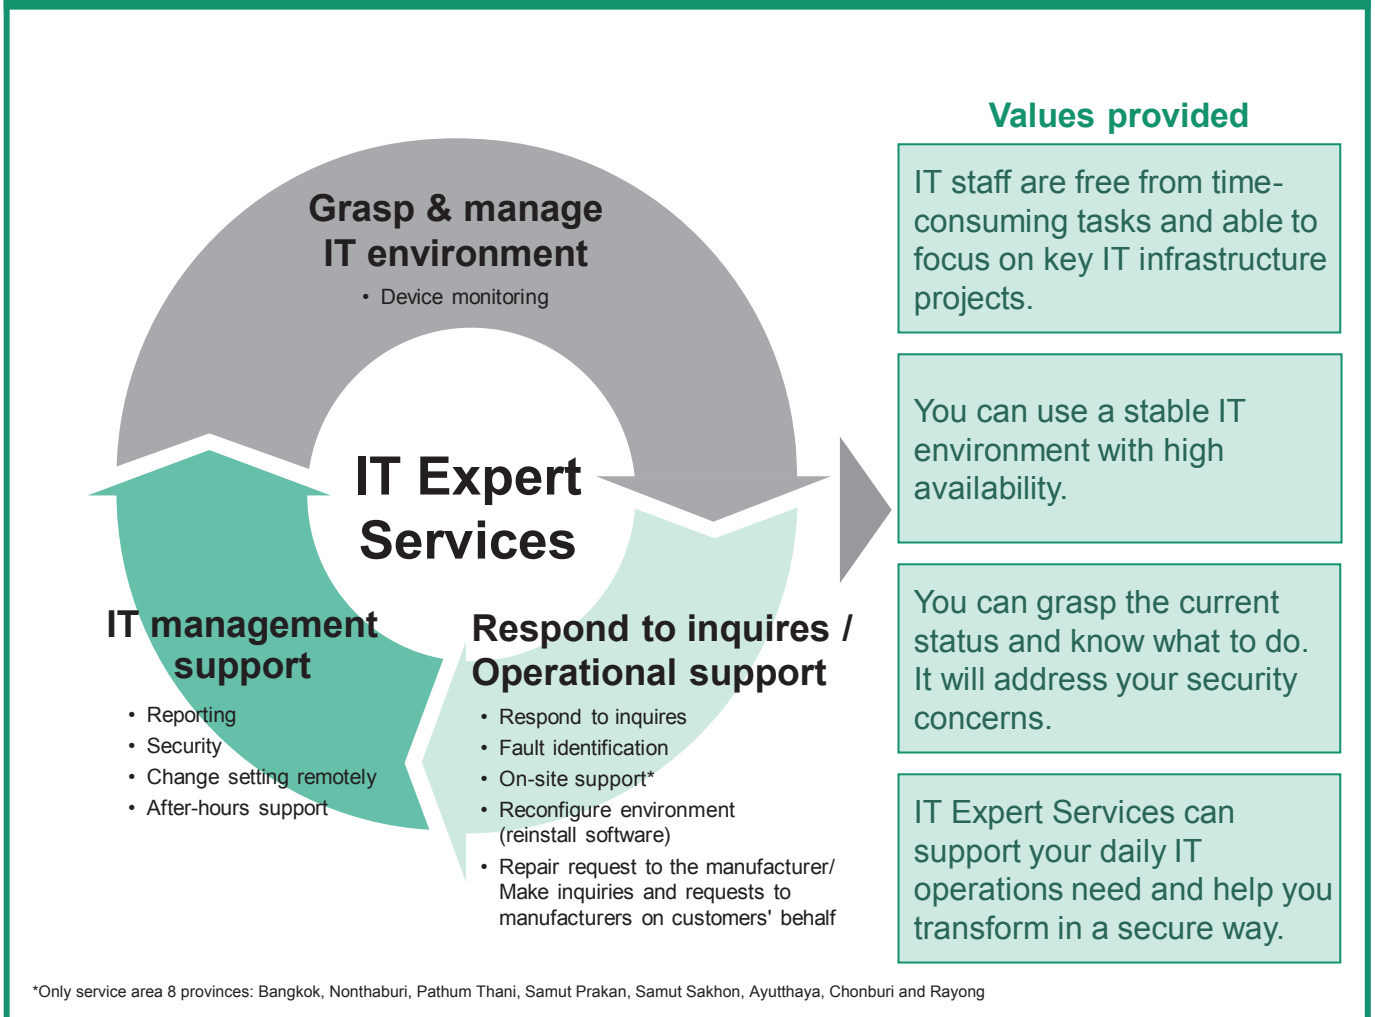 Grasp & manage
IT environment
• Device monitoring
IT Expert
Services
IT management
support
• Reporting
• Security
• Change setting remotely
• After-hours support
Respond to inquires /
Operational support
• Respond to inquires
• Fault identification
• On-site support*
• Reconfigure environment
(reinstall software)
• Repair request to the manufacturer/
Make inquiries and requests to
manufacturers on customers' behalf
Values provided
IT staff are free from time-
consuming tasks and able to
focus on key IT infrastructure
projects.
You can use a stable IT
environment with high
availability.
You can grasp the current
status and know what to do.
It will address your security
concerns.
IT Expert Services can
support your daily IT
operations need and help you
transform in a secure way.
*Only service area 8 provinces: Bangkok, Nonthaburi, Pathum Thani, Samut Prakan, Samut Sakhon, Ayutthaya, Chonburi and Rayong